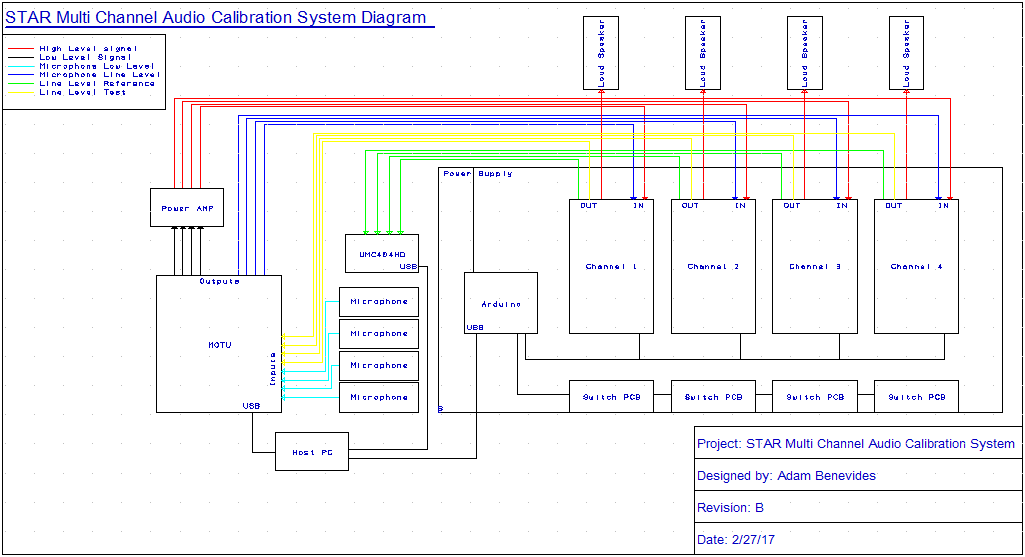 STAR Multi Channel Audio Calibration System Diagram
High Level signal
Low Level Signal
Microphone Low Level
Microphone Line Level
Line Level Reference
Line Level Test
Loud Speaker
Loud Speaker
Loud Speaker
Loud Speaker
Power Supply
Power AMP
OUT IN
OUT IN
OUT IN
OUT IN
UMC404HD
USB
Channel 1
Channel 2
Channel 3
Channel 4
Outputs
MOTU
Inputs
USB
Microphone
Microphone
Microphone
Microphone
Arduino
USB
Switch PCB
Switch PCB
Switch PCB
Switch PCB
B
Host PC
Project: STAR Multi Channel Audio Calibration System
Designed by: Adam Benevides
Revision: B
Date: 2/27/17